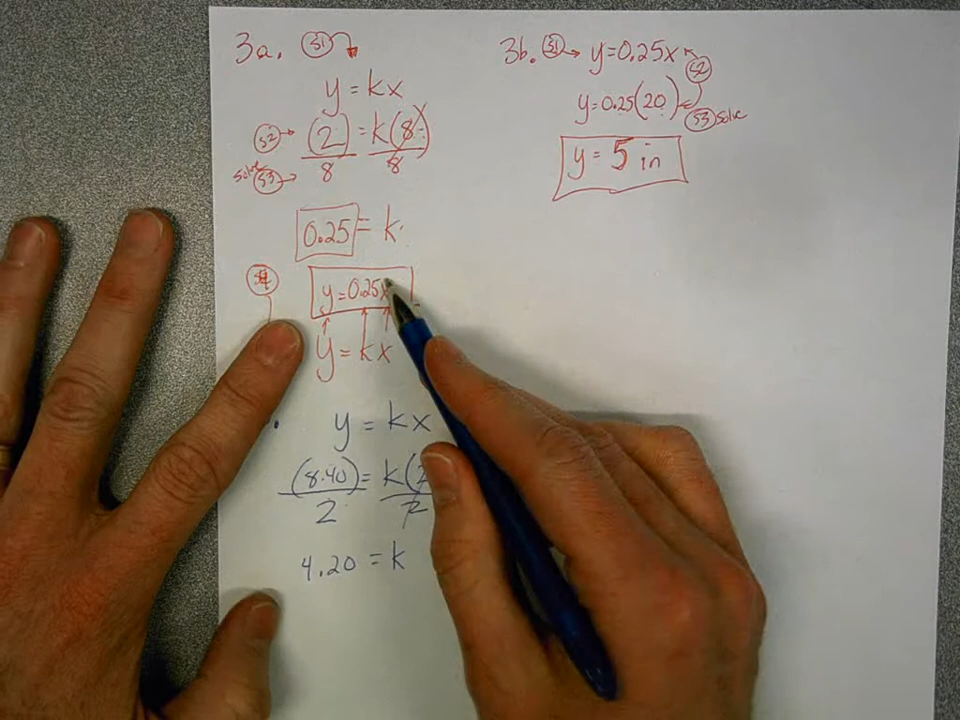 3a. S1
y = kx
S2 (2) = k(8)
8 8
solve S3
0.25 = k
S4
y=0.25x
y = kx
y = kx
(8.40) = k(
2 2
4.20 = k
3b. S1 y=0.25x
S2
y=0.25(20)
S3 solve
y = 5 in